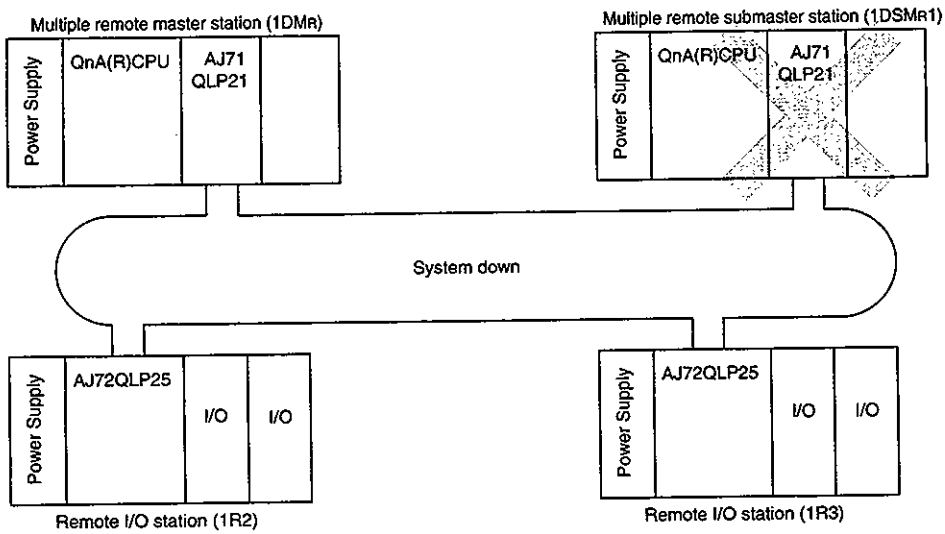 Multiple remote master station (1DMR)
Multiple remote submaster station (1DSMR1)
Power Supply
QnA(R)CPU
AJ71
QLP21
Power Supply
QnA(R)CPU
AJ71
QLP21
System down
Power Supply
AJ72QLP25
I/O
I/O
Power Supply
AJ72QLP25
I/O
I/O
Remote I/O station (1R2)
Remote I/O station (1R3)